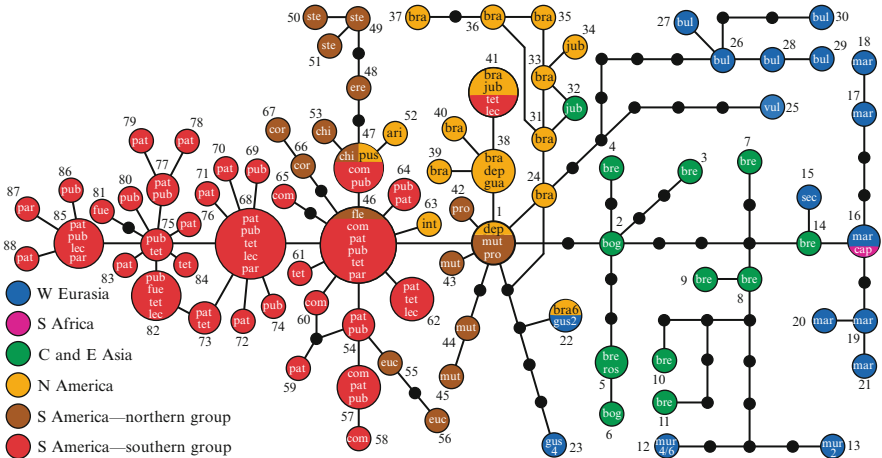 50
ste
ste
49
51
ste
37
bra
36
bra
bra
35
34
jub
27
bul
bul
30
26
bul
bul
28
bul
29
18
mar
41
bra
jub
tet
lec
33
bra
32
jub
48
ere
17
mar
vul
25
67
cor
53
chi
52
ari
47
chi
pus
com
pub
40
bra
31
bra
38
bra
dep
gua
39
bra
79
pat
78
pat
66
cor
4
bre
3
bre
7
bre
86
pub
77
pat
pub
70
pat
69
pub
65
com
64
pub
pat
24
bra
15
sec
87
par
81
fue
80
pub
71
pat
68
pat
pub
tet
lec
par
46
fle
com
pat
pub
tet
par
63
int
42
pro
1
dep
mut
pro
2
bog
14
bre
16
mar
cap
85
pat
pub
lec
par
75
pub
tet
76
pat
88
pat
83
pat
84
tet
61
tet
43
mut
9
bre
bre
8
82
pub
fue
tet
lec
73
pat
tet
72
pat
74
pub
60
com
62
pat
tet
lec
54
pat
pub
44
mut
22
bra6
gus2
20
mar
mar
19
59
pat
55
euc
45
mut
5
bre
ros
10
bre
21
mar
57
com
pat
pub
56
euc
6
bog
11
bre
com
58
gus
4
23
12
mur
4/6
mur
2
13
W Eurasia
S Africa
C and E Asia
N America
S America—northern group
S America—southern group